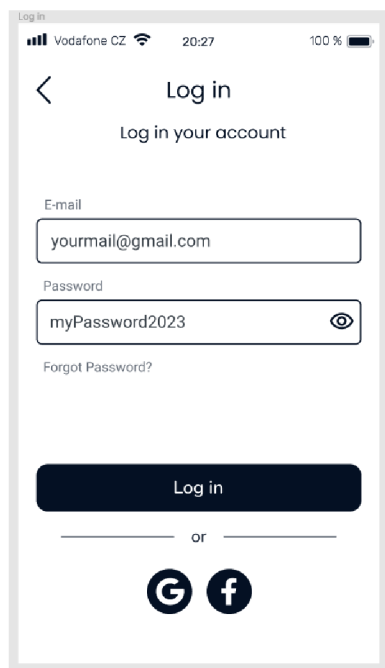 Log in
Vodafone CZ 20:27 100 %
Log in
Log in your account
E-mail
yourmail@gmail.com
Password
myPassword2023
Forgot Password?
Log in
or
G f